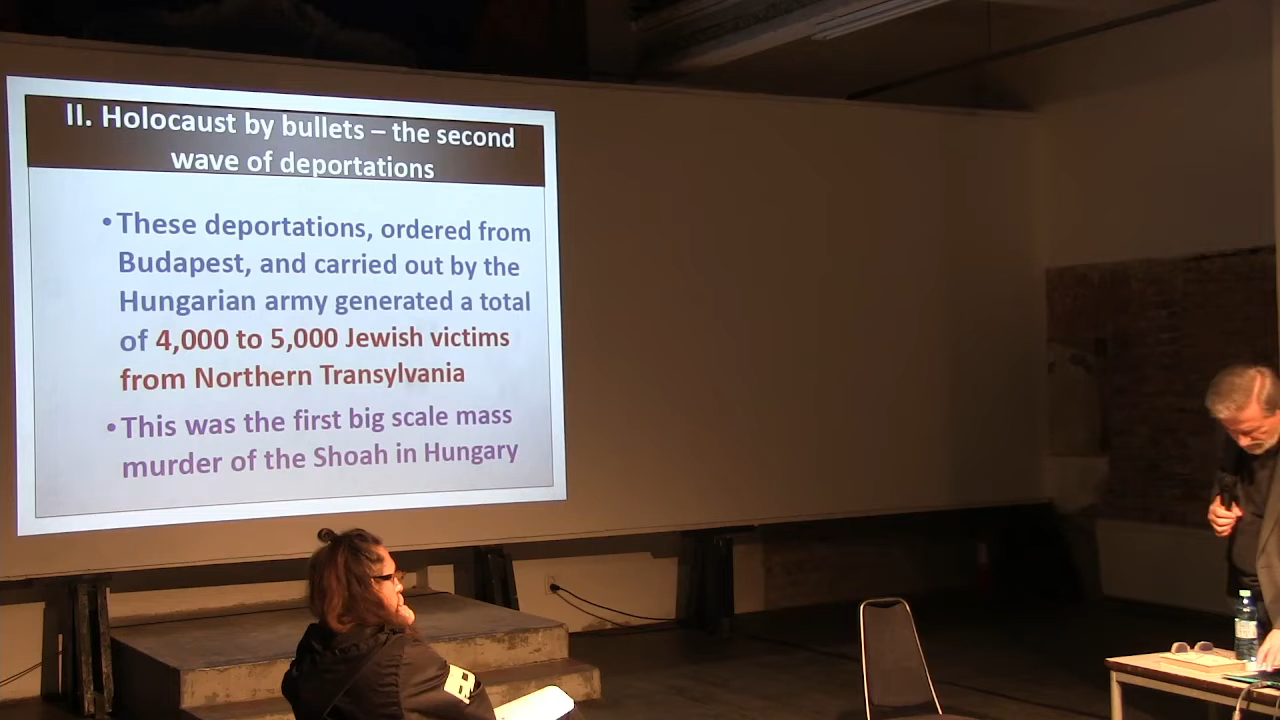 II. Holocaust by bullets – the second
wave of deportations
•These deportations, ordered from
Budapest, and carried out by the
Hungarian army generated a total
of 4,000 to 5,000 Jewish victims
from Northern Transylvania
•This was the first big scale mass
murder of the Shoah in Hungary